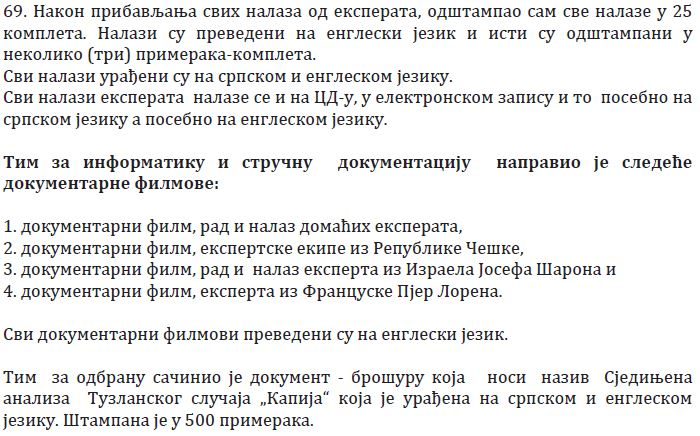 69. Након прибављања свих налаза од експерата, одштампао сам све налазе у 25
комплета. Налази су преведени на енглески језик и исти су одштампани у
неколико (три) примерака-комплета.
Сви налази урађени су на српском и енглеском језику.
Сви налази експерата налазе се и на ЦД-у, у електронском запису и то посебно на
српском језику а посебно на енглеском језику.
Тим за информатику и стручну документацију направио је следеће
документарне филмове:
1. документарни филм, рад и налаз домаћих експерата,
2. документарни филм, експертске екипе из Републике Чешке,
3. документарни филм, рад и налаз експерта из Израела Јосефа Шарона и
4. документарни филм, експерта из Француске Пјер Лорена.
Сви документарни филмови преведени су на енглески језик.
Тим за одбрану сачинио је документ - брошуру која носи назив Сједињена
анализа Тузланског случаја „Капија“ која је урађена на српском и енглеском
језику. Штампана је у 500 примерака.